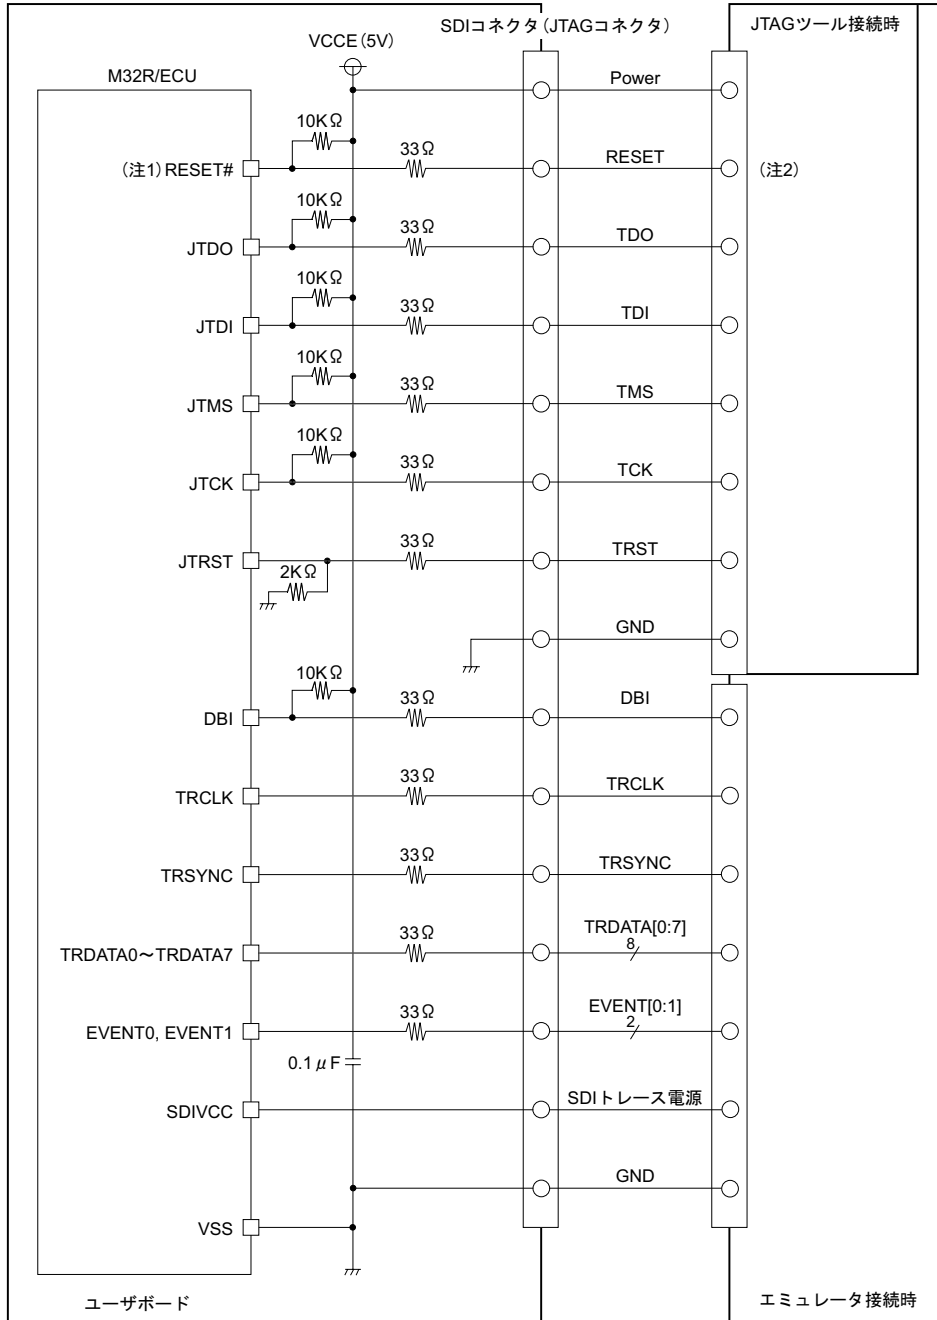 SDIコネクタ(JTAGコネクタ)
JTAGツール接続時
VCCE(5V)
M32R/ECU
Power
10KΩ
33Ω
(注1)RESET#
RESET
(注2)
10KΩ
33Ω
JTDO
TDO
10KΩ
33Ω
JTDI
TDI
10KΩ
33Ω
JTMS
TMS
10KΩ
33Ω
JTCK
TCK
33Ω
JTRST
TRST
2KΩ
GND
10KΩ
33Ω
DBI
DBI
33Ω
TRCLK
TRCLK
33Ω
TRSYNC
TRSYNC
33Ω
TRDATA0～TRDATA7
TRDATA[0:7]
8
33Ω
EVENT0, EVENT1
EVENT[0:1]
2
0.1μF
SDIVCC
SDIトレース電源
GND
VSS
ユーザボード
エミュレータ接続時